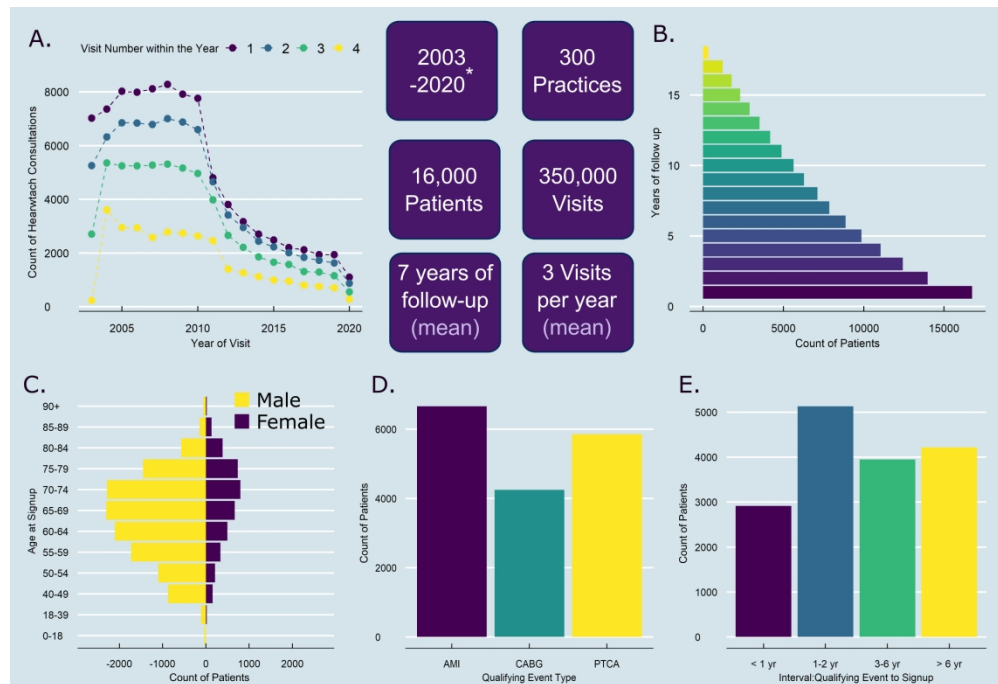 A.
Visit Number within the Year 1 2 3 4
8000
6000
4000
2000
0
Count of Hearwtach Consultations
2005 2010 2015 2020
Year of Visit
2003
-2020*
300
Practices
16,000
Patients
350,000
Visits
7 years of
follow-up
(mean)
3 Visits
per year
(mean)
B.
15
10
5
0
Years of follow up
0 5000 10000 15000
Count of Patients
C.
Male
Female
90+
85-89
80-84
75-79
70-74
65-69
60-64
55-59
50-54
40-49
18-39
0-18
Age at Signup
-2000 -1000 0 1000 2000
Count of Patients
D.
6000
4000
2000
0
Count of Patients
AMI CABG PTCA
Qualifying Event Type
E.
5000
4000
3000
2000
1000
0
Count of Patients
< 1 yr 1-2 yr 3-6 yr > 6 yr
Interval:Qualifying Event to Signup